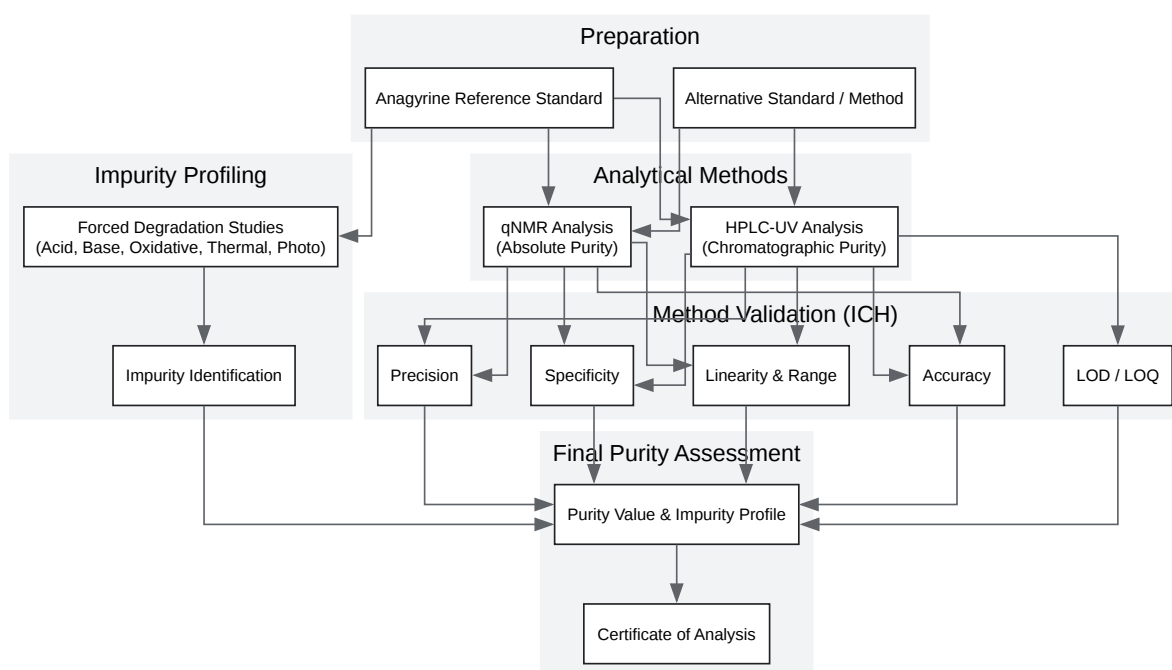 Preparation
Anagyrine Reference Standard
Alternative Standard / Method
Impurity Profiling
Analytical Methods
Forced Degradation Studies
(Acid, Base, Oxidative, Thermal, Photo)
qNMR Analysis
(Absolute Purity)
HPLC-UV Analysis
(Chromatographic Purity)
Method Validation (ICH)
Impurity Identification
Precision
Specificity
Linearity & Range
Accuracy
LOD / LOQ
Final Purity Assessment
Purity Value & Impurity Profile
Certificate of Analysis